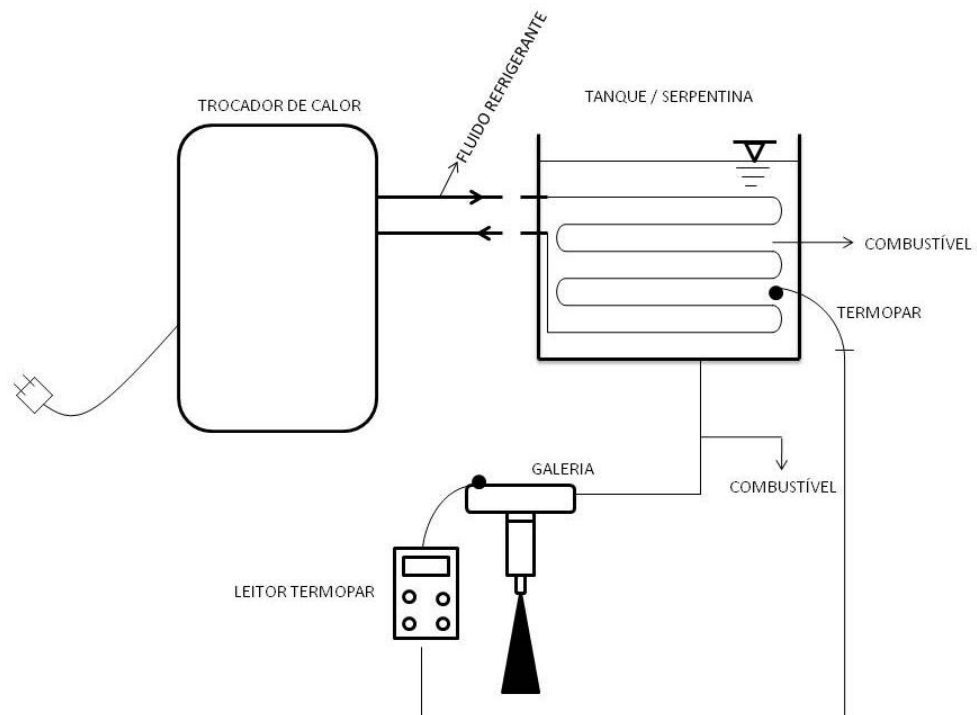 TROCADOR DE CALOR
FLUIDO REFRIGERANTE
TANQUE / SERPENTINA
COMBUSTÍVEL
TERMOPAR
GALERIA
COMBUSTÍVEL
LEITOR TERMOPAR